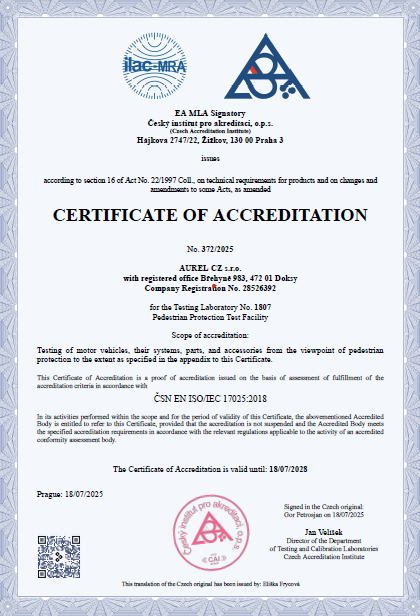 ilac-MRA
EA MLA Signatory
Český institut pro akreditaci, o.p.s.
(Czech Accreditation Institute)
Hájkova 2747/22, Žižkov, 130 00 Praha 3
issues
according to section 16 of Act No. 22/1997 Coll., on technical requirements for products and on changes and
amendments to some Acts, as amended
CERTIFICATE OF ACCREDITATION
No. 372/2025
AUREL CZ s.r.o.
with registered office Břehyně 983, 472 01 Doksy
Company Registration No. 28526392
for the Testing Laboratory No. 1807
Pedestrian Protection Test Facility
Scope of accreditation:
Testing of motor vehicles, their systems, parts, and accessories from the viewpoint of pedestrian
protection to the extent as specified in the appendix to this Certificate.
This Certificate of Accreditation is a proof of accreditation issued on the basis of assessment of fulfillment of the
accreditation criteria in accordance with
ČSN EN ISO/IEC 17025:2018
In its activities performed within the scope and for the period of validity of this Certificate, the abovementioned Accredited
Body is entitled to refer to this Certificate, provided that the accreditation is not suspended and the Accredited Body meets
the specified accreditation requirements in accordance with the relevant regulations applicable to the activity of an accredited
conformity assessment body.
The Certificate of Accreditation is valid until: 18/07/2028
Prague: 18/07/2025
Český institut pro akreditaci, o.p.s.
ČAI
Signed in the Czech original:
Gor Petrosjan on 18/07/2025
Jan Velíšek
Director of the Department
of Testing and Calibration Laboratories
Czech Accreditation Institute
This translation of the Czech original has been issued by: Eliška Frycová